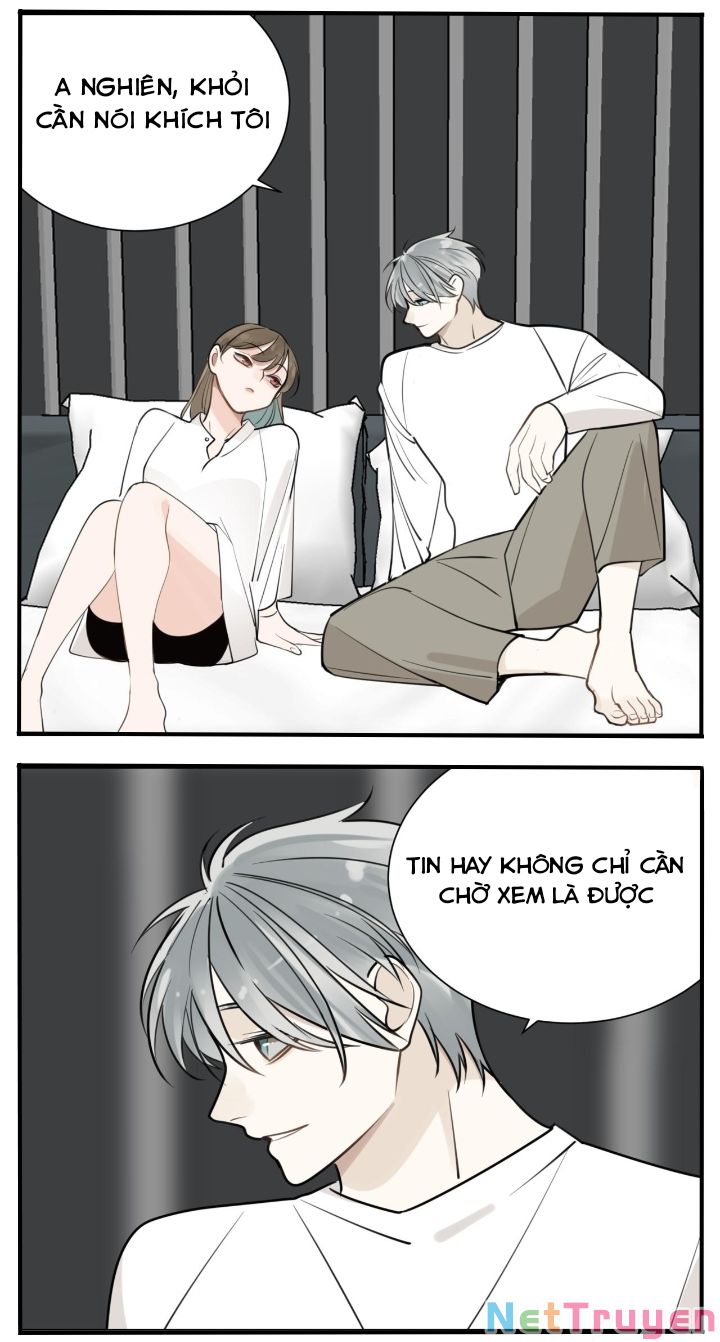 A NGHIÊN, KHỎI
CẦN NÓI KHÍCH TÔI
TIN HAY KHÔNG CHỈ CẦN
CHỜ XEM LÀ ĐƯỢC
NetTruyen